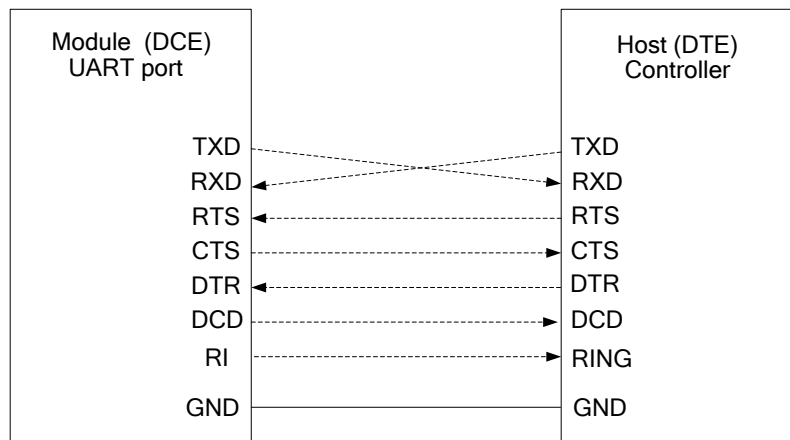 Module (DCE)
UART port
Host (DTE)
Controller
TXD
TXD
RXD
RXD
RTS
RTS
CTS
CTS
DTR
DTR
DCD
DCD
RI
RING
GND
GND